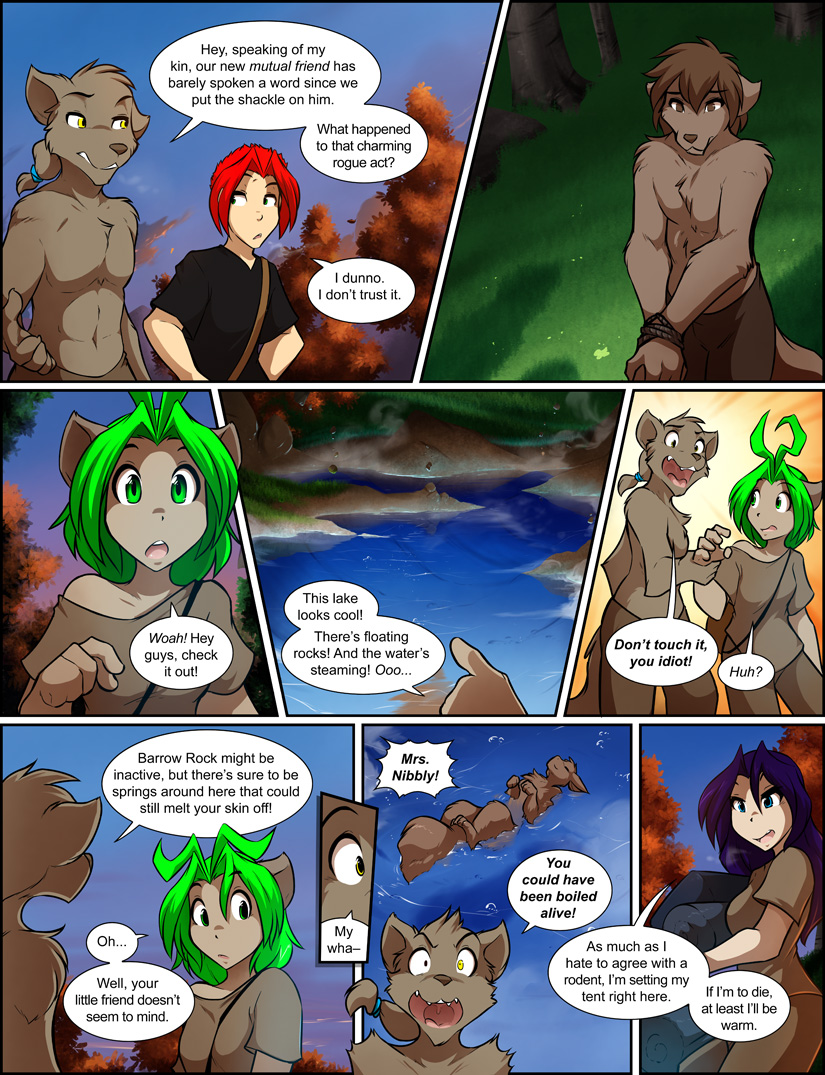 Hey, speaking of my
kin, our new mutual friend has
barely spoken a word since we
put the shackle on him.
What happened
to that charming
rogue act?
I dunno.
I don't trust it.
Woah! Hey
guys, check
it out!
This lake
looks cool!
There's floating
rocks! And the water's
steaming! Ooo...
Don't touch it,
you idiot!
Huh?
Barrow Rock might be
inactive, but there's sure to be
springs around here that could
still melt your skin off!
Oh...
Well, your
little friend doesn't
seem to mind.
My
wha–
Mrs.
Nibbly!
You
could have
been boiled
alive!
As much as I
hate to agree with a
rodent, I'm setting my
tent right here.
If I'm to die,
at least I'll be
warm.